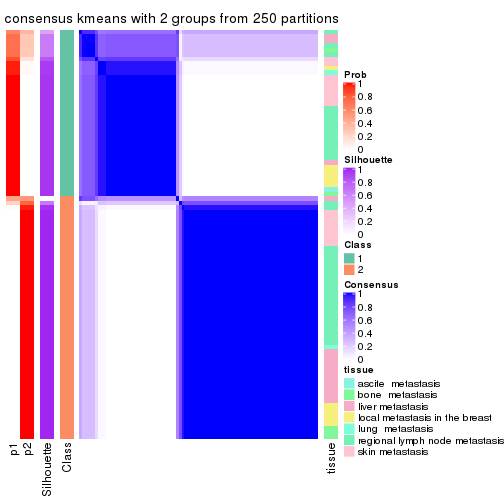 consensus kmeans with 2 groups from 250 partitions
Prob
1
0.8
0.6
0.4
0.2
0
Silhouette
1
0.8
0.6
0.4
0.2
0
Class
1
2
Consensus
1
0.8
0.6
0.4
0.2
0
tissue
ascite metastasis
bone metastasis
liver metastasis
local metastasis in the breast
lung metastasis
regional lymph node metastasis
skin metastasis
p1
p2
Silhouette
Class
tissue